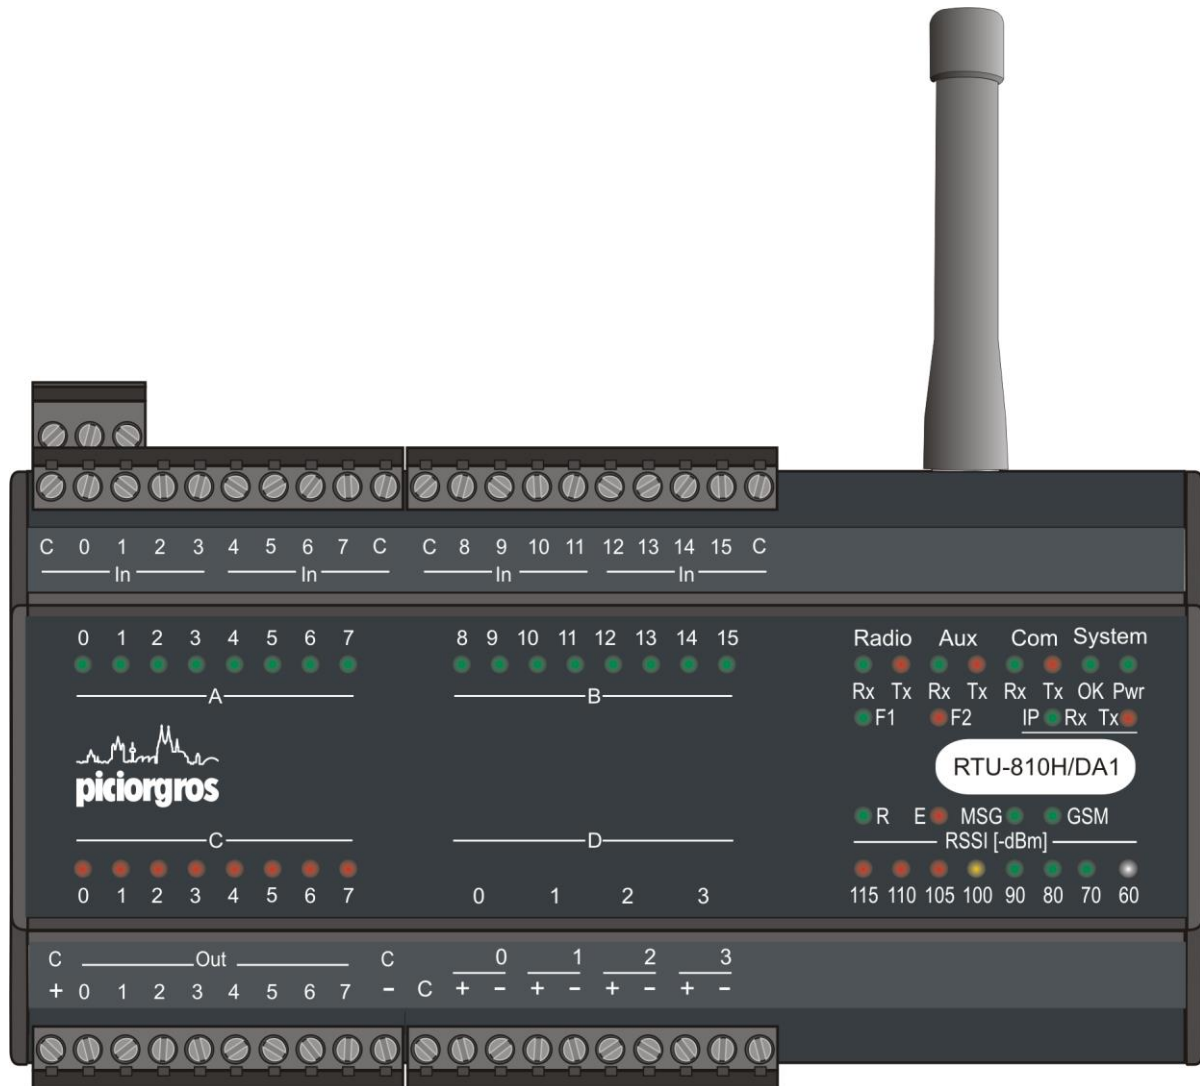 C 0 1 2 3 4 5 6 7 C C 8 9 10 11 12 13 14 15 C
In In In In
0 1 2 3 4 5 6 7 8 9 10 11 12 13 14 15 Radio Aux Com System
A B Rx Tx Rx Tx Rx Tx OK Pwr
F1 F2 IP Rx Tx
RTU-810H/DA1
piciorgros
R E MSG GSM
C D RSSI [-dBm]
0 1 2 3 4 5 6 7 0 1 2 3 115 110 105 100 90 80 70 60
C Out C 0 1 2 3
+ 0 1 2 3 4 5 6 7 - C + - + - + - + -